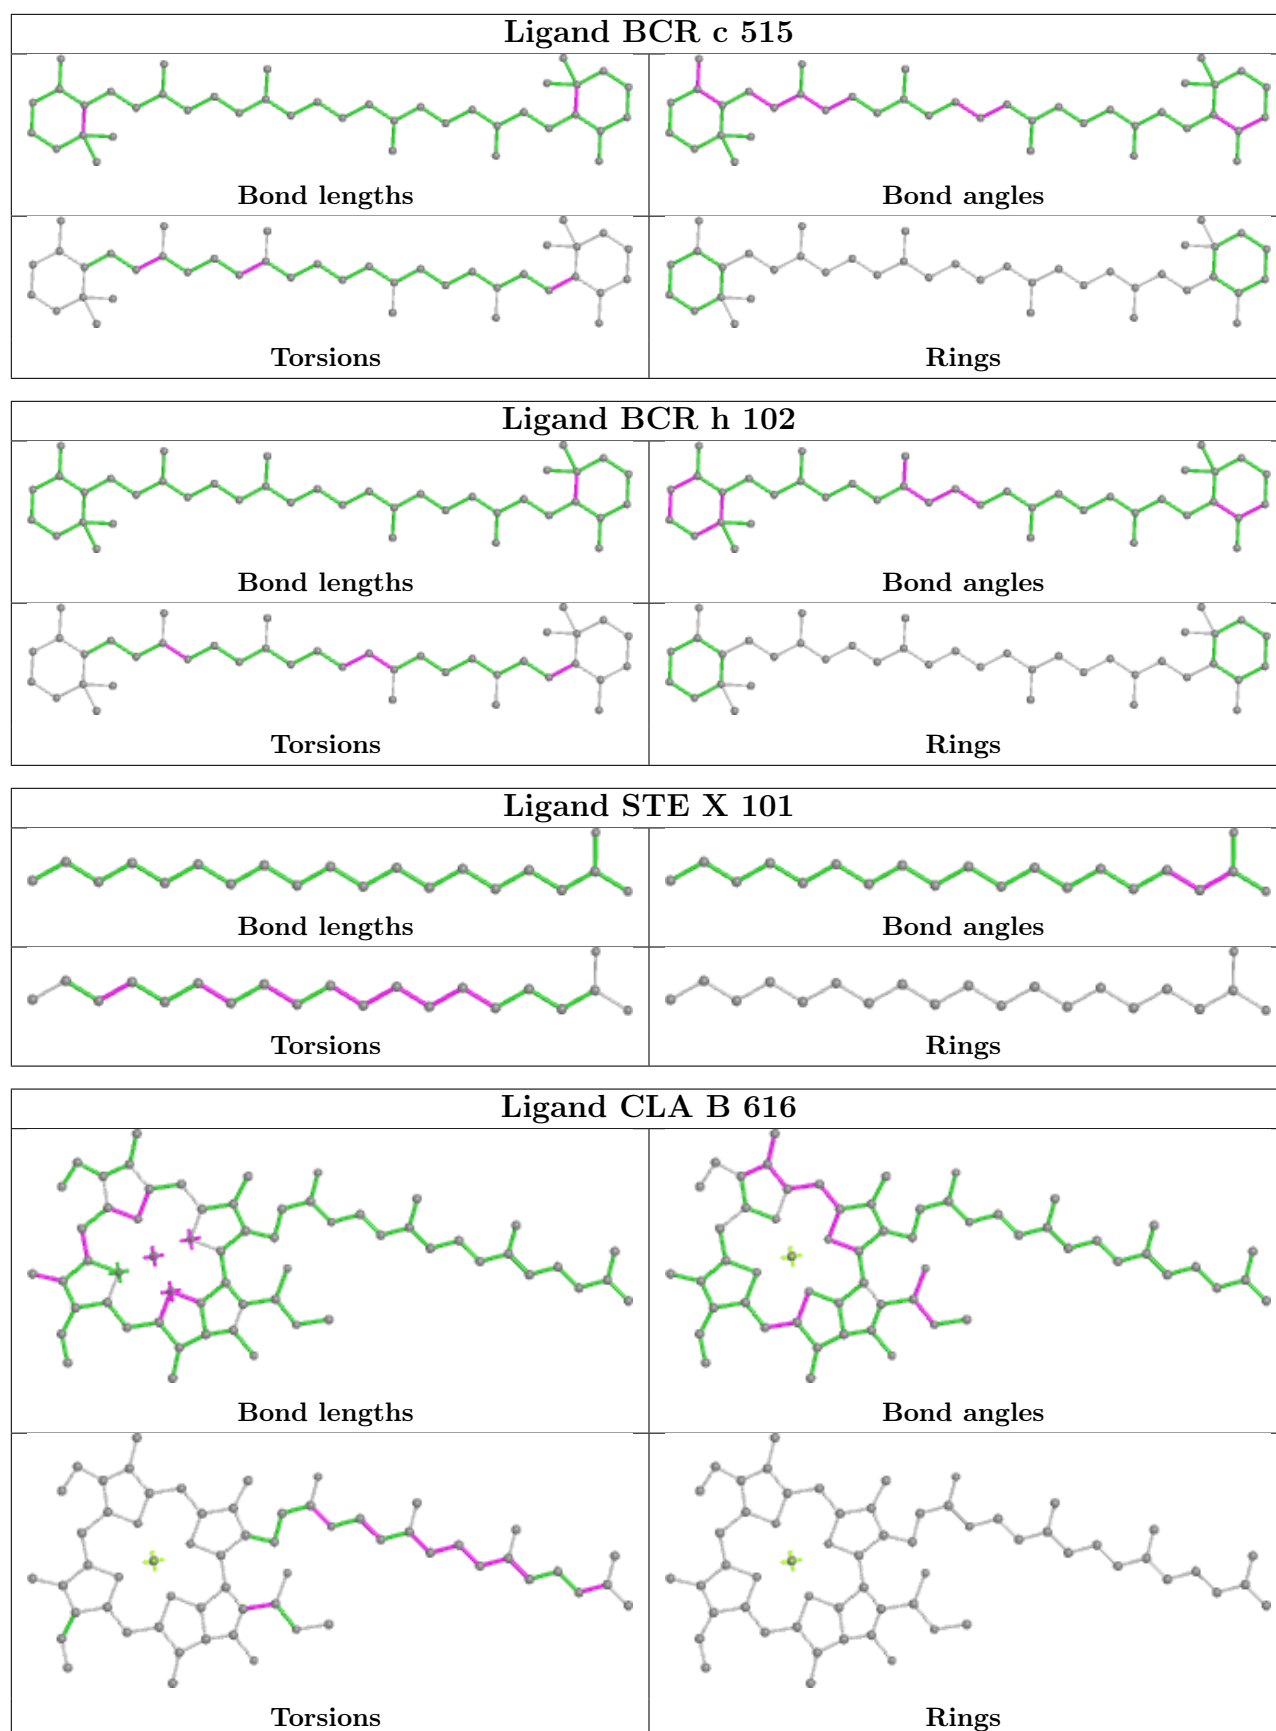 Ligand BCR c 515
Bond lengths
Bond angles
Torsions
Rings
Ligand BCR h 102
Bond lengths
Bond angles
Torsions
Rings
Ligand STE X 101
Bond lengths
Bond angles
Torsions
Rings
Ligand CLA B 616
Bond lengths
Bond angles
Torsions
Rings